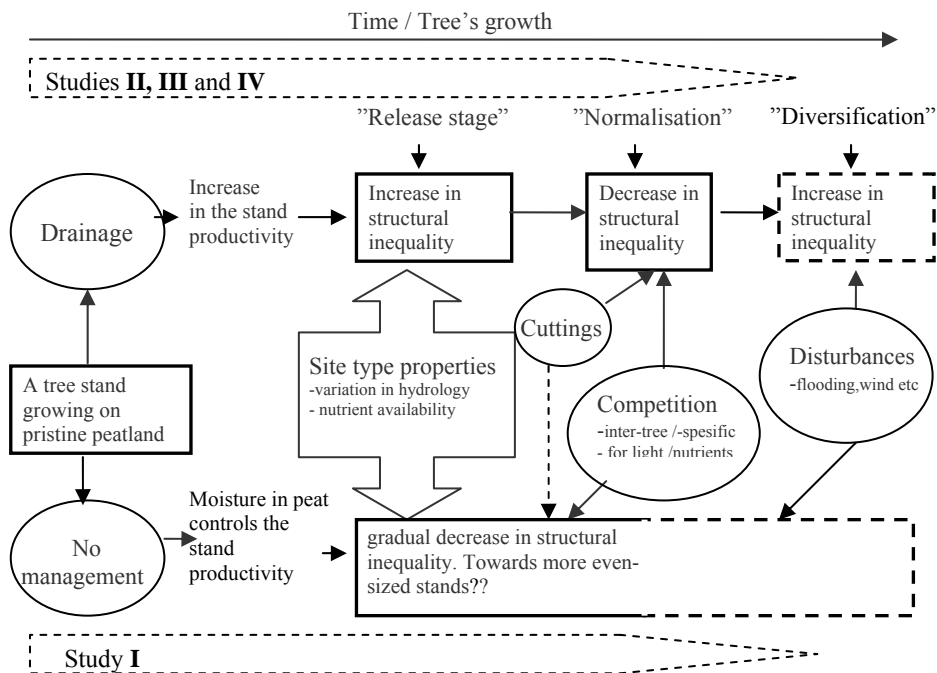 Time / Tree's growth
Studies II, III and IV
”Release stage”
”Normalisation”
”Diversification”
Drainage
Increase
in the stand
productivity
Increase in
structural
inequality
Decrease in
structural
inequality
Increase in
structural
inequality
Cuttings
Site type properties
-variation in hydrology
- nutrient availability
Competition
-inter-tree /-spesific
- for light /nutrients
Disturbances
-flooding,wind etc
A tree stand
growing on
pristine peatland
No
management
Moisture in peat
controls the
stand
productivity
gradual decrease in structural
inequality. Towards more even-
sized stands??
Study I